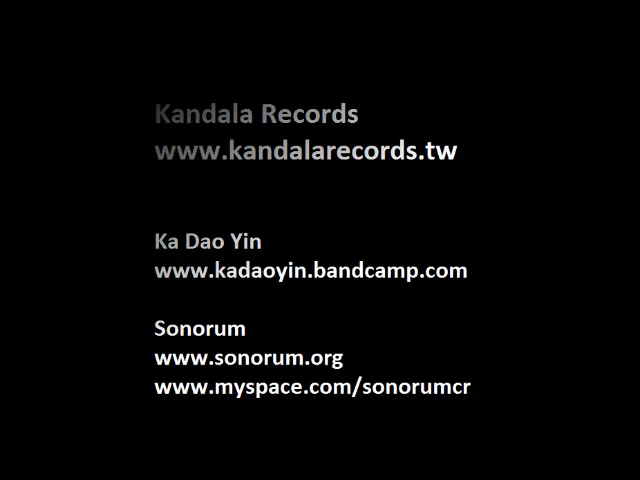 Kandala Records
www.kandalarecords.tw
Ka Dao Yin
www.kadaoyin.bandcamp.com
Sonorum
www.sonorum.org
www.myspace.com/sonorumcr